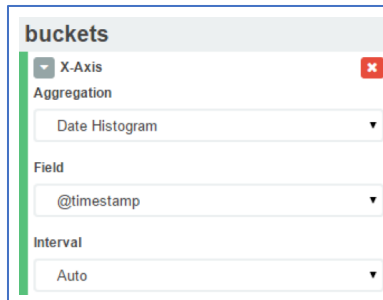 buckets
X-Axis
Aggregation
Date Histogram
Field
@timestamp
Interval
Auto